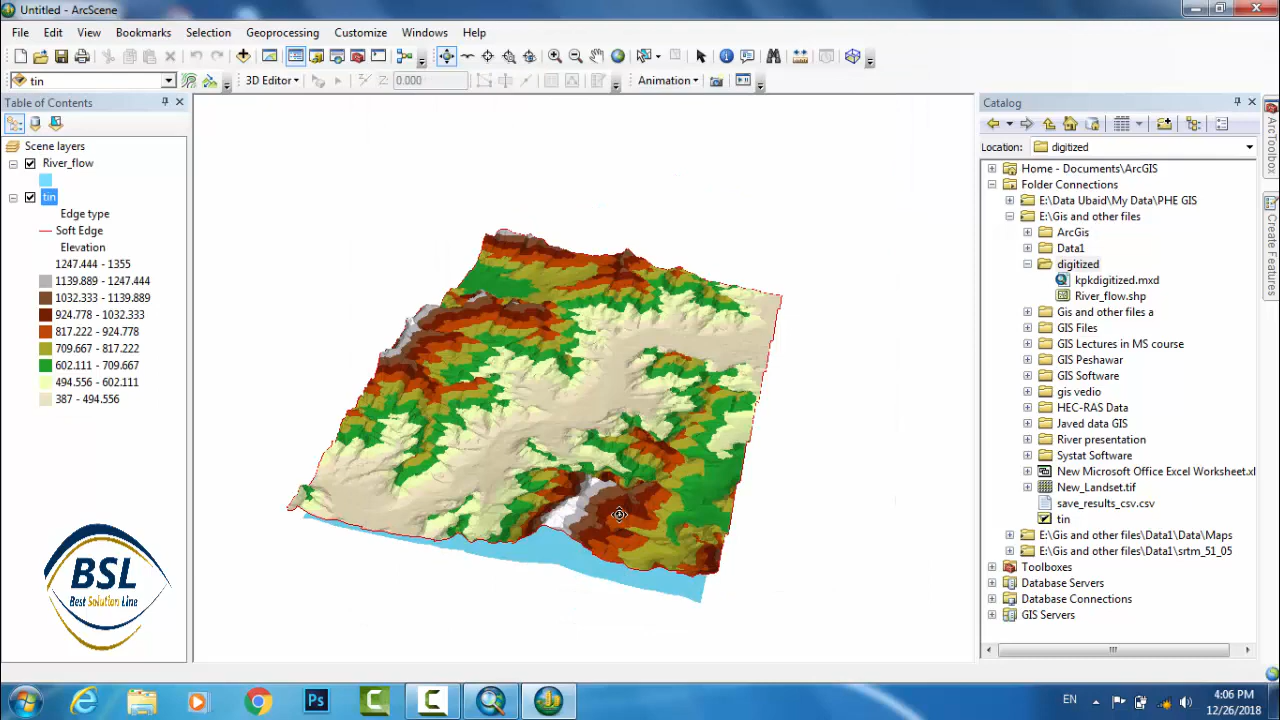 Untitled - ArcScene
File Edit View Bookmarks Selection Geoprocessing Customize Windows Help
tin 3D Editor Z: 0.000 Animation
Table Of Contents
Scene layers
River_flow
tin
Edge type
Soft Edge
Elevation
1247.444 - 1355
1139.889 - 1247.444
1032.333 - 1139.889
924.778 - 1032.333
817.222 - 924.778
709.667 - 817.222
602.111 - 709.667
494.556 - 602.111
387 - 494.556
BSL
Best Solution Line
Catalog
Location: digitized
Home - Documents\ArcGIS
Folder Connections
E:\Data Ubaid\My Data\PHE GIS
E:\Gis and other files
ArcGis
Data1
digitized
kpkdigitized.mxd
River_flow.shp
Gis and other files a
GIS Files
GIS Lectures in MS course
GIS Peshawar
GIS Software
gis vedio
HEC-RAS Data
Javed data GIS
River presentation
Systat Software
New Microsoft Office Excel Worksheet.xl
New_Landset.tif
save_results_csv.csv
tin
E:\Gis and other files\Data1\Data\Maps
E:\Gis and other files\Data1\srtm_51_05
Toolboxes
Database Servers
Database Connections
GIS Servers
ArcToolbox
Create Features
Ps
EN
4:06 PM
12/26/2018